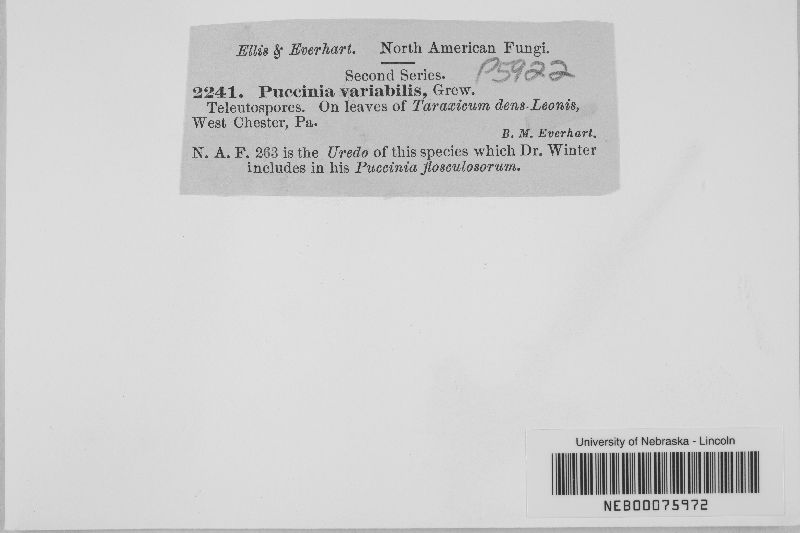 Ellis & Everhart. North American Fungi.
Second Series. P5922
2241. Puccinia variabilis, Grew.
Teleutospores. On leaves of Taraxicum dens-Leonis,
West Chester, Pa.
B. M. Everhart.
N. A. F. 263 is the Uredo of this species which Dr. Winter
includes in his Puccinia flosculosorum.
University of Nebraska - Lincoln
NEB00075972